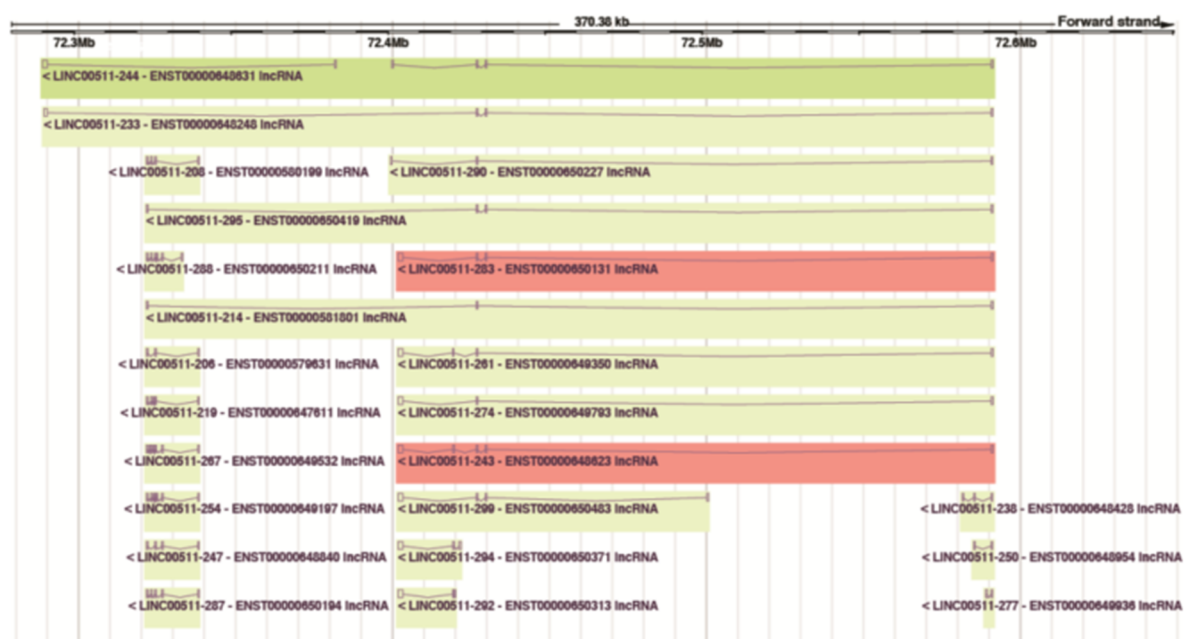 370.38 kb Forward strand
72.3Mb 72.4Mb 72.5Mb 72.6Mb
< LINC00511-244 - ENST00000648631 lncRNA
< LINC00511-233 - ENST00000648248 lncRNA
< LINC00511-208 - ENST00000580199 lncRNA < LINC00511-290 - ENST00000650227 lncRNA
< LINC00511-295 - ENST00000650419 lncRNA
< LINC00511-288 - ENST00000650211 lncRNA < LINC00511-283 - ENST00000650131 lncRNA
< LINC00511-214 - ENST00000581801 lncRNA
< LINC00511-206 - ENST00000579631 lncRNA < LINC00511-261 - ENST00000649350 lncRNA
< LINC00511-219 - ENST00000647611 lncRNA < LINC00511-274 - ENST00000649793 lncRNA
< LINC00511-267 - ENST00000649532 lncRNA < LINC00511-243 - ENST00000648623 lncRNA
< LINC00511-254 - ENST00000649197 lncRNA < LINC00511-299 - ENST00000650483 lncRNA < LINC00511-238 - ENST00000648428 lncRNA
< LINC00511-247 - ENST00000648840 lncRNA < LINC00511-294 - ENST00000650371 lncRNA < LINC00511-250 - ENST00000648954 lncRNA
< LINC00511-287 - ENST00000650194 lncRNA < LINC00511-292 - ENST00000650313 lncRNA < LINC00511-277 - ENST00000649936 lncRNA